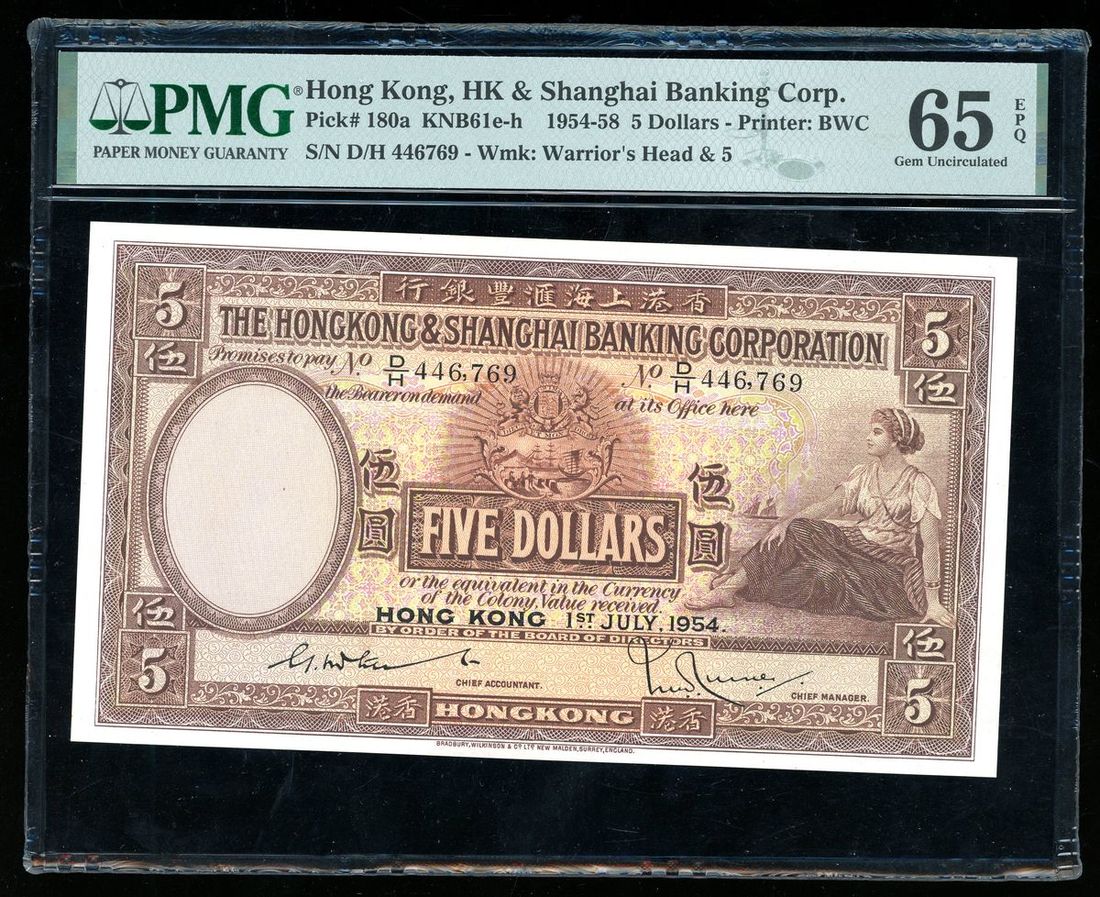 PMG®
PAPER MONEY GUARANTY
Hong Kong, HK & Shanghai Banking Corp.
Pick# 180a KNB61e-h 1954-58 5 Dollars - Printer: BWC
S/N D/H 446769 - Wmk: Warrior's Head & 5
65
Gem Uncirculated
EPQ
行銀豐滙海上港香
5
5
THE HONGKONG & SHANGHAI BANKING CORPORATION
伍
伍
Promises to pay No. D/H 446,769
No. D/H 446,769
the Bearer on demand
at its Office here
伍圓
伍圓
FIVE DOLLARS
or the equivalent in the Currency
of the Colony, Value received.
HONG KONG 1ST JULY, 1954.
BY ORDER OF THE BOARD OF DIRECTORS
伍
伍
5
5
CHIEF ACCOUNTANT.
CHIEF MANAGER.
港香
HONGKONG
港香
BRADBURY, WILKINSON & Co LTD NEW MALDEN, SURREY, ENGLAND.